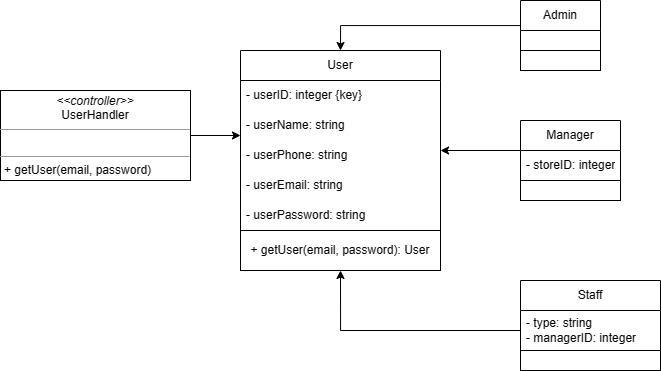 Admin
User
- userID: integer {key}
- userName: string
- userPhone: string
- userEmail: string
- userPassword: string
+ getUser(email, password): User
<<controller>>
UserHandler
+ getUser(email, password)
Manager
- storeID: integer
Staff
- type: string
- managerID: integer